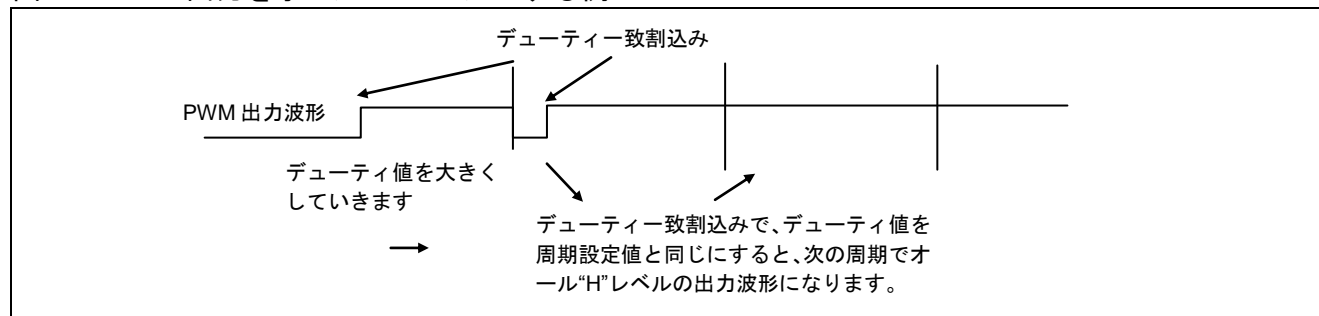 デューティ一致割込み
PWM 出力波形
デューティ値を大きく
していきます
デューティ一致割込みで、デューティ値を
周期設定値と同じにすると、次の周期でオ
ール“H”レベルの出力波形になります。